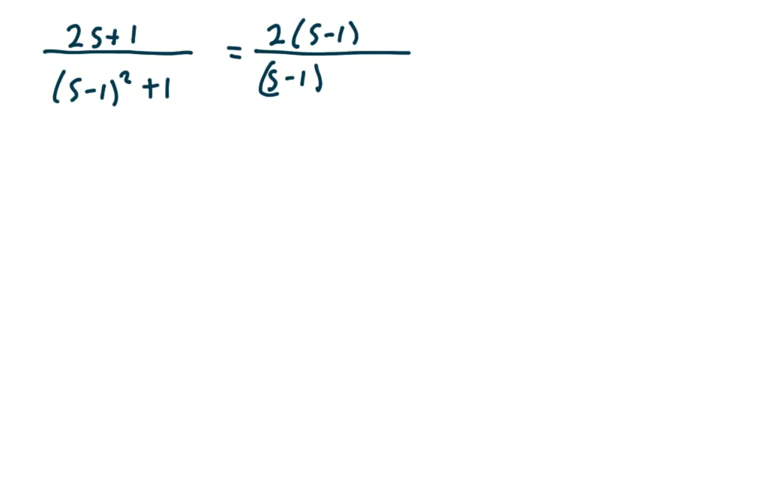 2s+1 = 2(s-1)
(s-1)² +1 (s-1)